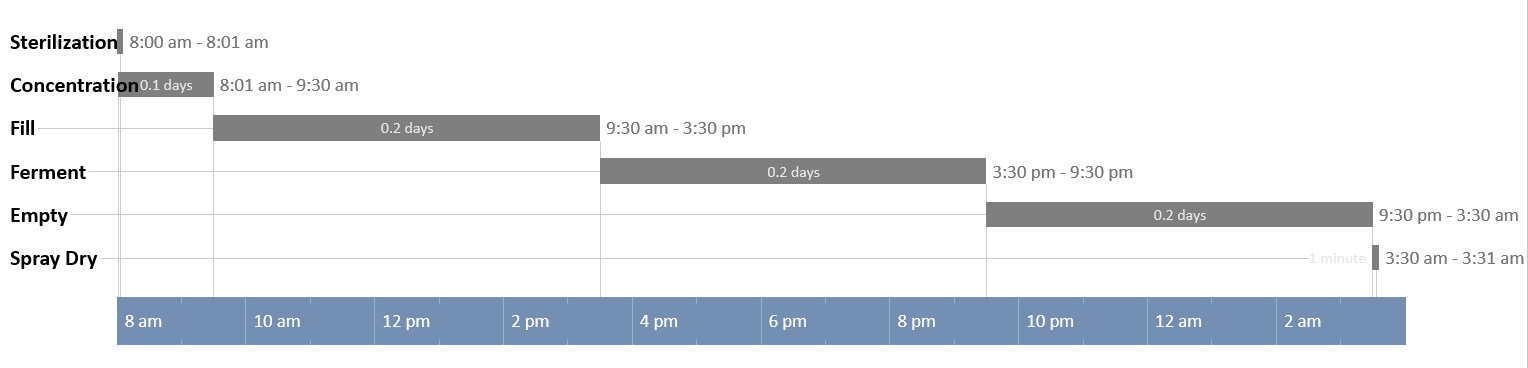 Sterilization 8:00 am - 8:01 am
Concentration 0.1 days 8:01 am - 9:30 am
Fill 0.2 days 9:30 am - 3:30 pm
Ferment 0.2 days 3:30 pm - 9:30 pm
Empty 0.2 days 9:30 pm - 3:30 am
Spray Dry 1 minute 3:30 am - 3:31 am
8 am 10 am 12 pm 2 pm 4 pm 6 pm 8 pm 10 pm 12 am 2 am